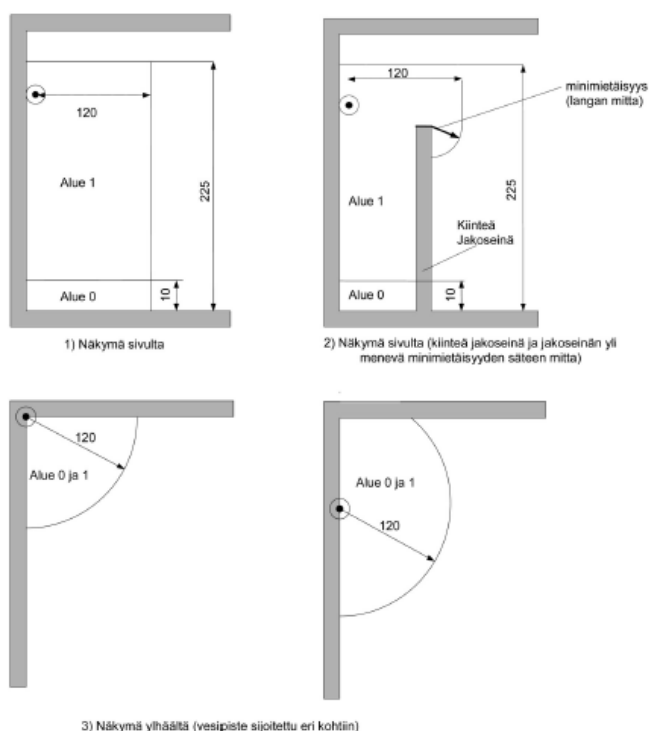 120
Alue 1
225
Alue 0
10
1) Näkymä sivulta
120
minimietäisyys
(langan mitta)
Alue 1
225
Kiinteä
Jakoseinä
Alue 0
10
2) Näkymä sivulta (kiinteä jakoseinä ja jakoseinän yli
menevä minimietäisyyden säteen mitta)
120
Alue 0 ja 1
Alue 0 ja 1
120
3) Näkymä ylhäältä (vesipiste sijoitettu eri kohtiin)